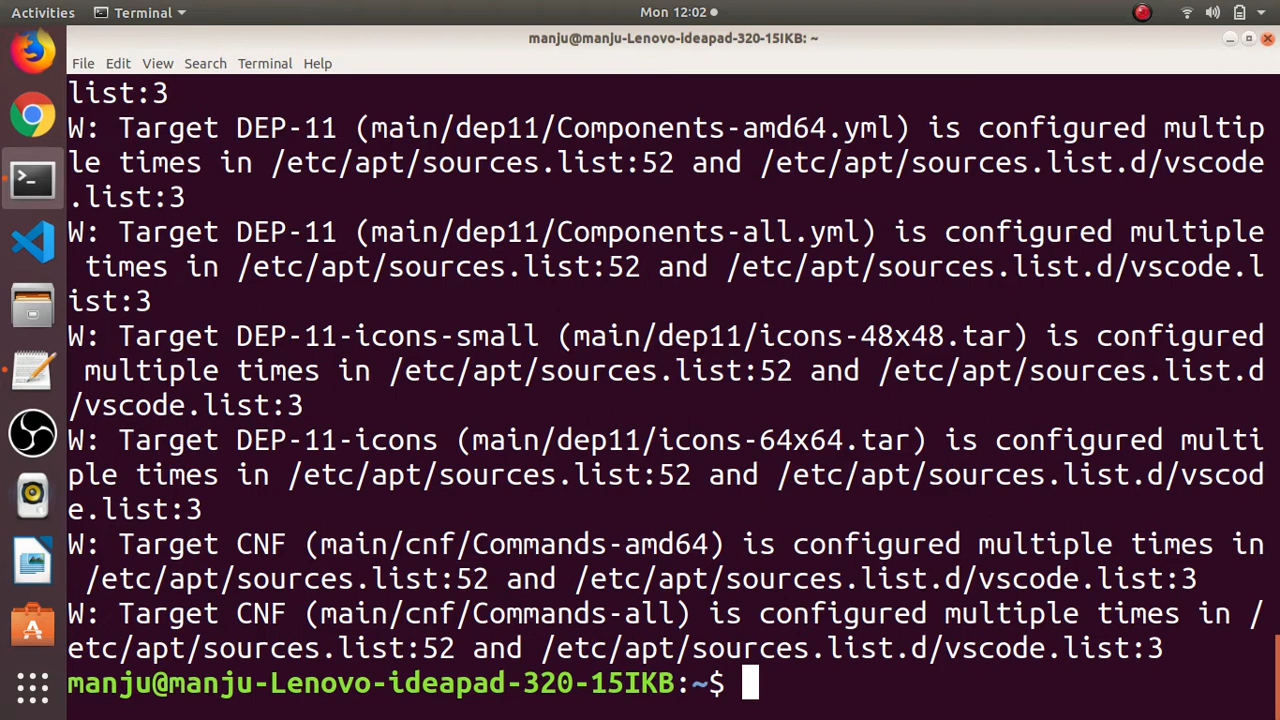 Activities
Terminal
Mon 12:02
manju@manju-Lenovo-ideapad-320-15IKB: ~
File Edit View Search Terminal Help
list:3
W: Target DEP-11 (main/dep11/Components-amd64.yml) is configured multip
le times in /etc/apt/sources.list:52 and /etc/apt/sources.list.d/vscode
.list:3
W: Target DEP-11 (main/dep11/Components-all.yml) is configured multiple
 times in /etc/apt/sources.list:52 and /etc/apt/sources.list.d/vscode.l
ist:3
W: Target DEP-11-icons-small (main/dep11/icons-48x48.tar) is configured
 multiple times in /etc/apt/sources.list:52 and /etc/apt/sources.list.d
/vscode.list:3
W: Target DEP-11-icons (main/dep11/icons-64x64.tar) is configured multi
ple times in /etc/apt/sources.list:52 and /etc/apt/sources.list.d/vscod
e.list:3
W: Target CNF (main/cnf/Commands-amd64) is configured multiple times in
 /etc/apt/sources.list:52 and /etc/apt/sources.list.d/vscode.list:3
W: Target CNF (main/cnf/Commands-all) is configured multiple times in /
etc/apt/sources.list:52 and /etc/apt/sources.list.d/vscode.list:3
manju@manju-Lenovo-ideapad-320-15IKB:~$